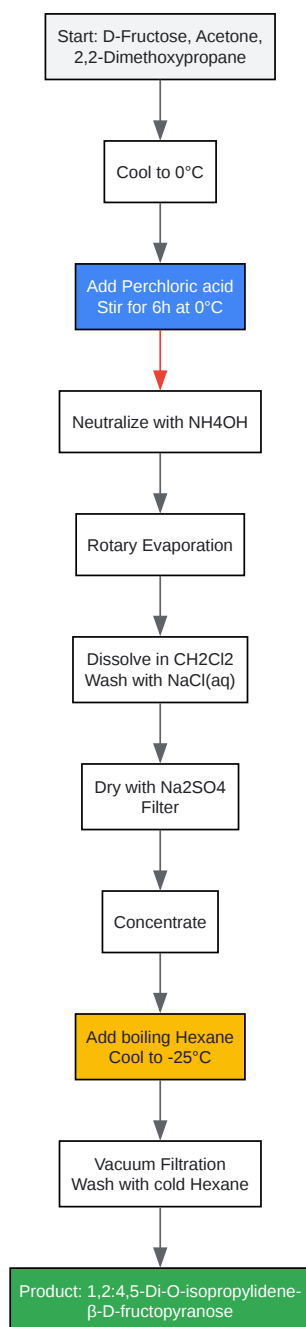 Start: D-Fructose, Acetone,
2,2-Dimethoxypropane
Cool to 0°C
Add Perchloric acid
Stir for 6h at 0°C
Neutralize with NH4OH
Rotary Evaporation
Dissolve in CH2Cl2
Wash with NaCl(aq)
Dry with Na2SO4
Filter
Concentrate
Add boiling Hexane
Cool to -25°C
Vacuum Filtration
Wash with cold Hexane
Product: 1,2:4,5-Di-O-isopropylidene-
β-D-fructopyranose